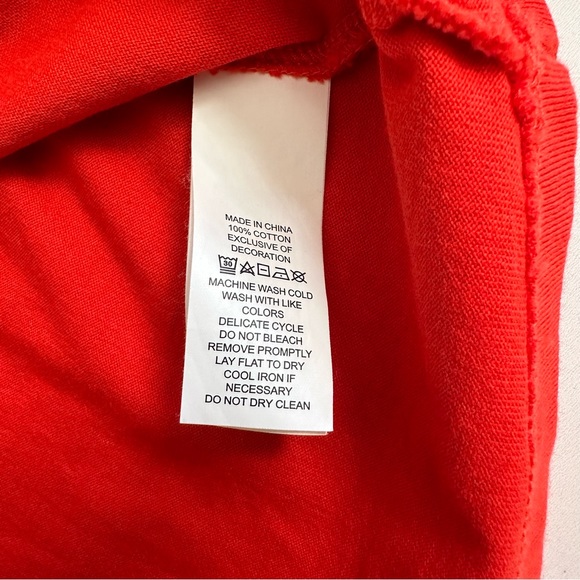 MADE IN CHINA
100% COTTON
EXCLUSIVE OF
DECORATION
30
MACHINE WASH COLD
WASH WITH LIKE
COLORS
DELICATE CYCLE
DO NOT BLEACH
REMOVE PROMPTLY
LAY FLAT TO DRY
COOL IRON IF
NECESSARY
DO NOT DRY CLEAN